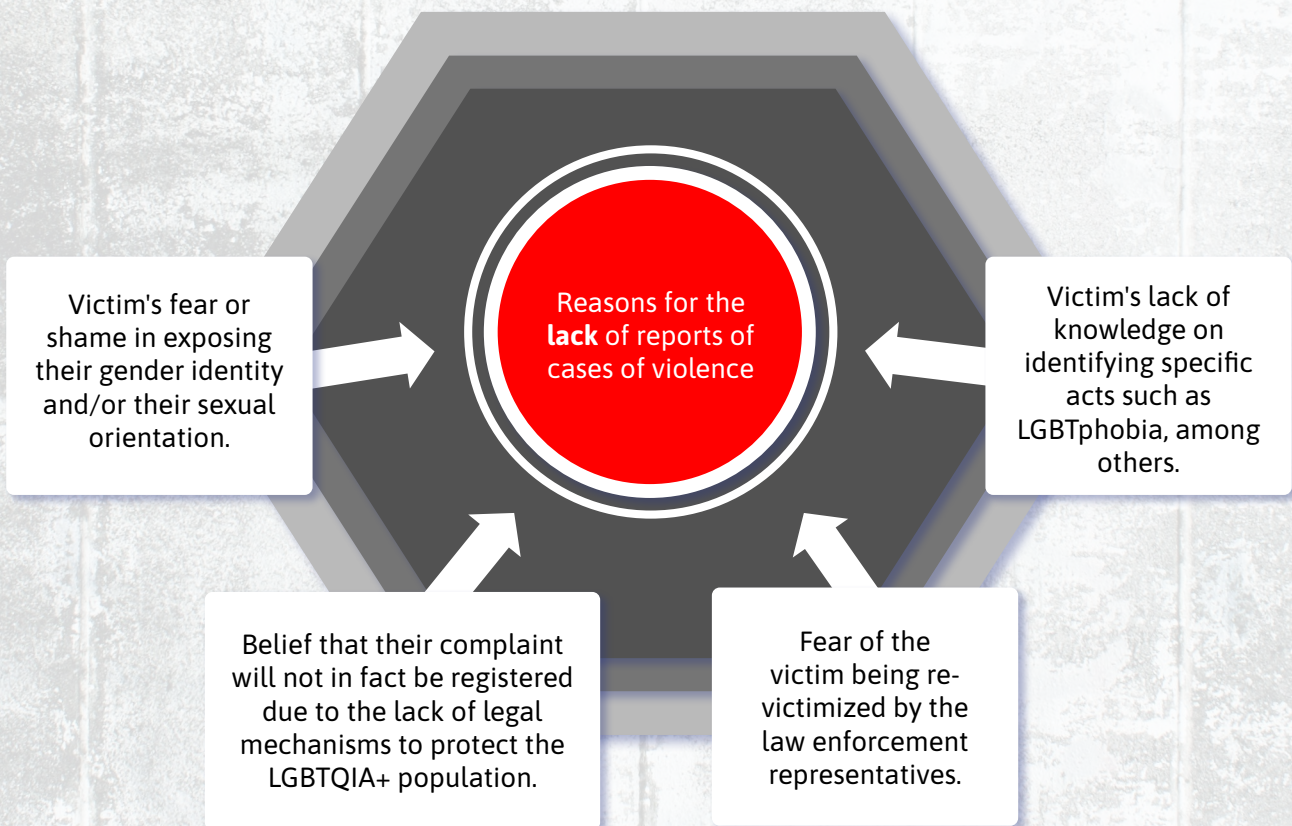 Reasons for the
lack of reports of
cases of violence
Victim's fear or
shame in exposing
their gender identity
and/or their sexual
orientation.
Victim's lack of
knowledge on
identifying specific
acts such as
LGBTphobia, among
others.
Belief that their complaint
will not in fact be registered
due to the lack of legal
mechanisms to protect the
LGBTQIA+ population.
Fear of the
victim being re-
victimized by the
law enforcement
representatives.